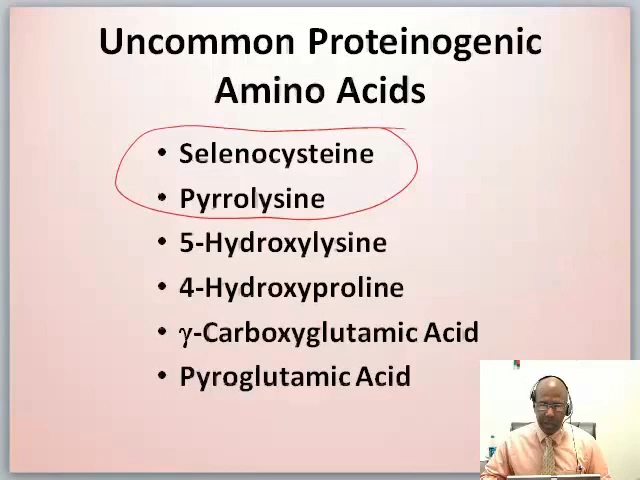 Uncommon Proteinogenic
Amino Acids
• Selenocysteine
• Pyrrolysine
• 5-Hydroxylysine
• 4-Hydroxyproline
• γ-Carboxyglutamic Acid
• Pyroglutamic Acid